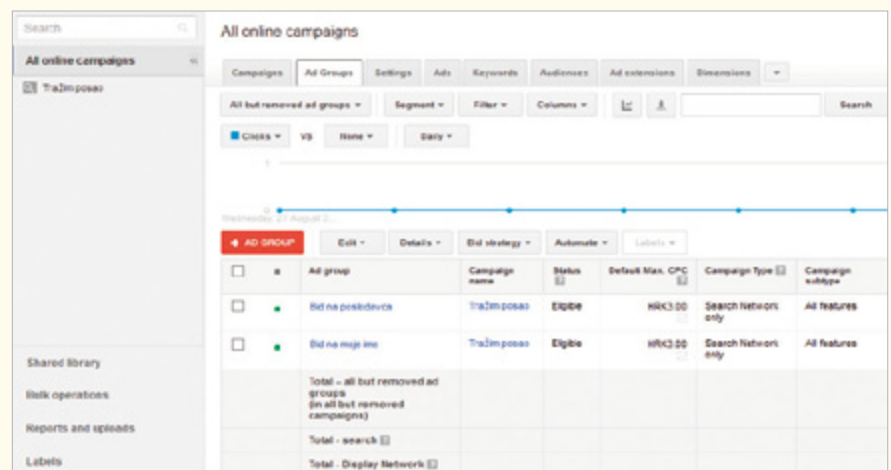 Search
All online campaigns
All online campaigns
Tražim posao
Campaigns Ad Groups Settings Ads Keywords Audiences Ad extensions Dimensions
All but removed ad groups Segment Filter Columns Search
Clicks VS None Daily
0
Wednesday, 27 August 2...
+ AD GROUP Edit Details Bid strategy Automate Labels
Ad group Campaign name Status Default Max. CPC Campaign Type Campaign subtype
Bid na poslodavca Tražim posao Eligible HRK3.00 Search Network only All features
Bid na moje ime Tražim posao Eligible HRK3.00 Search Network only All features
Total – all but removed ad
groups
(in all but removed
campaigns)
Total - search
Total - Display Network
Shared library
Bulk operations
Reports and uploads
Labels